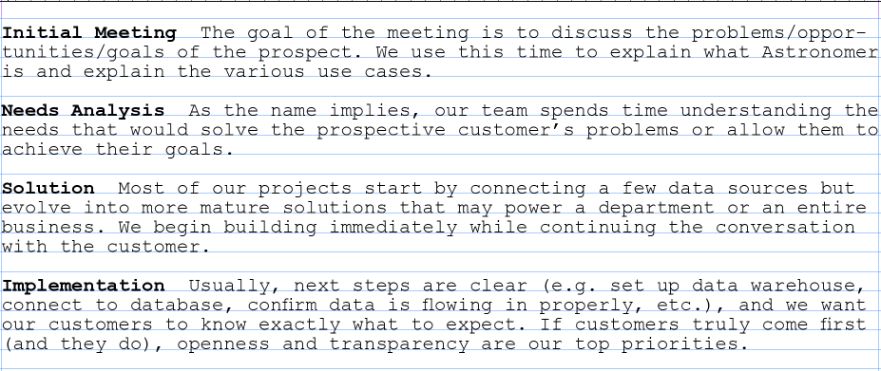 Initial Meeting  The goal of the meeting is to discuss the problems/oppor-
tunities/goals of the prospect. We use this time to explain what Astronomer
is and explain the various use cases.
Needs Analysis  As the name implies, our team spends time understanding the
needs that would solve the prospective customer’s problems or allow them to
achieve their goals.
Solution  Most of our projects start by connecting a few data sources but
evolve into more mature solutions that may power a department or an entire
business. We begin building immediately while continuing the conversation
with the customer.
Implementation  Usually, next steps are clear (e.g. set up data warehouse,
connect to database, confirm data is flowing in properly, etc.), and we want
our customers to know exactly what to expect. If customers truly come first
(and they do), openness and transparency are our top priorities.